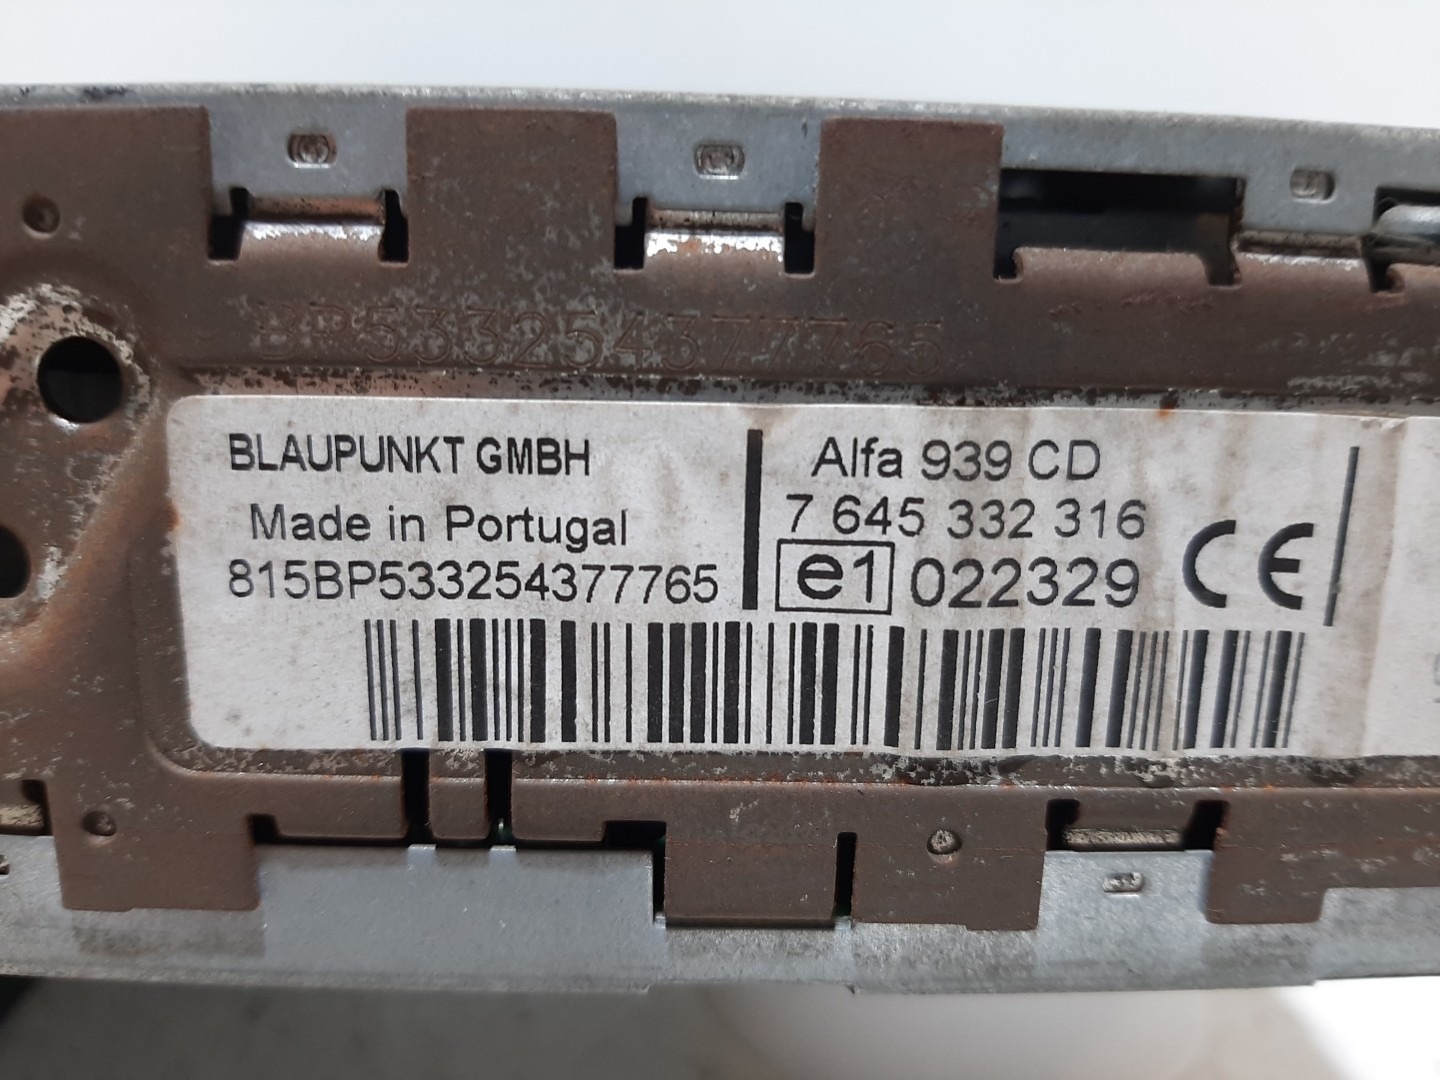 BP533254377765
BLAUPUNKT GMBH
Made in Portugal
815BP533254377765
Alfa 939 CD
7 645 332 316
e1 022329 CE